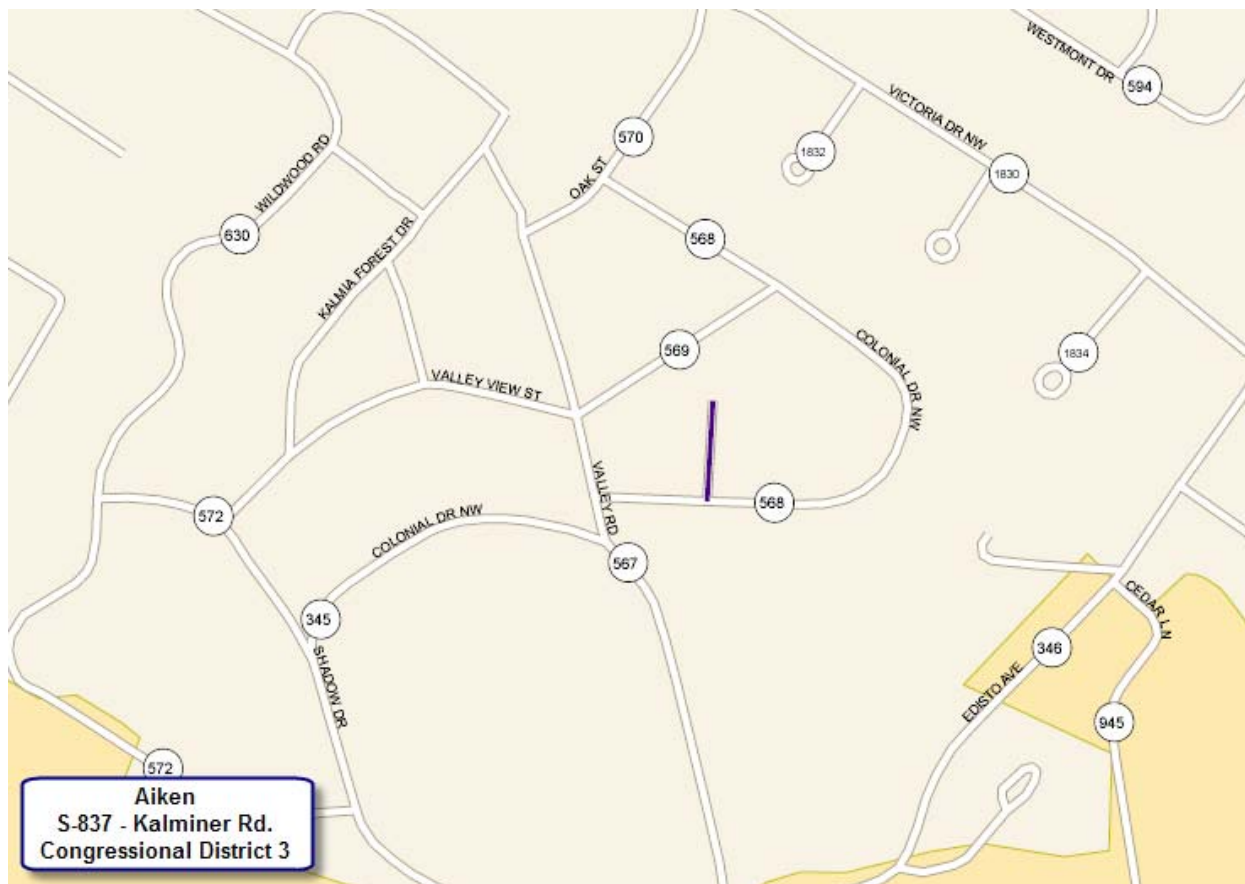 WESTMONT DR
594
VICTORIA DR NW
570
1832
1830
OAK ST
WILDWOOD RD
630
568
KALMIA FOREST DR
569
COLONIAL DR NW
1834
VALLEY VIEW ST
VALLEY RD
568
572
COLONIAL DR NW
567
345
CEDAR LN
346
SHADOW DR
EDISTO AVE
945
572
Aiken
S-837 - Kalminer Rd.
Congressional District 3